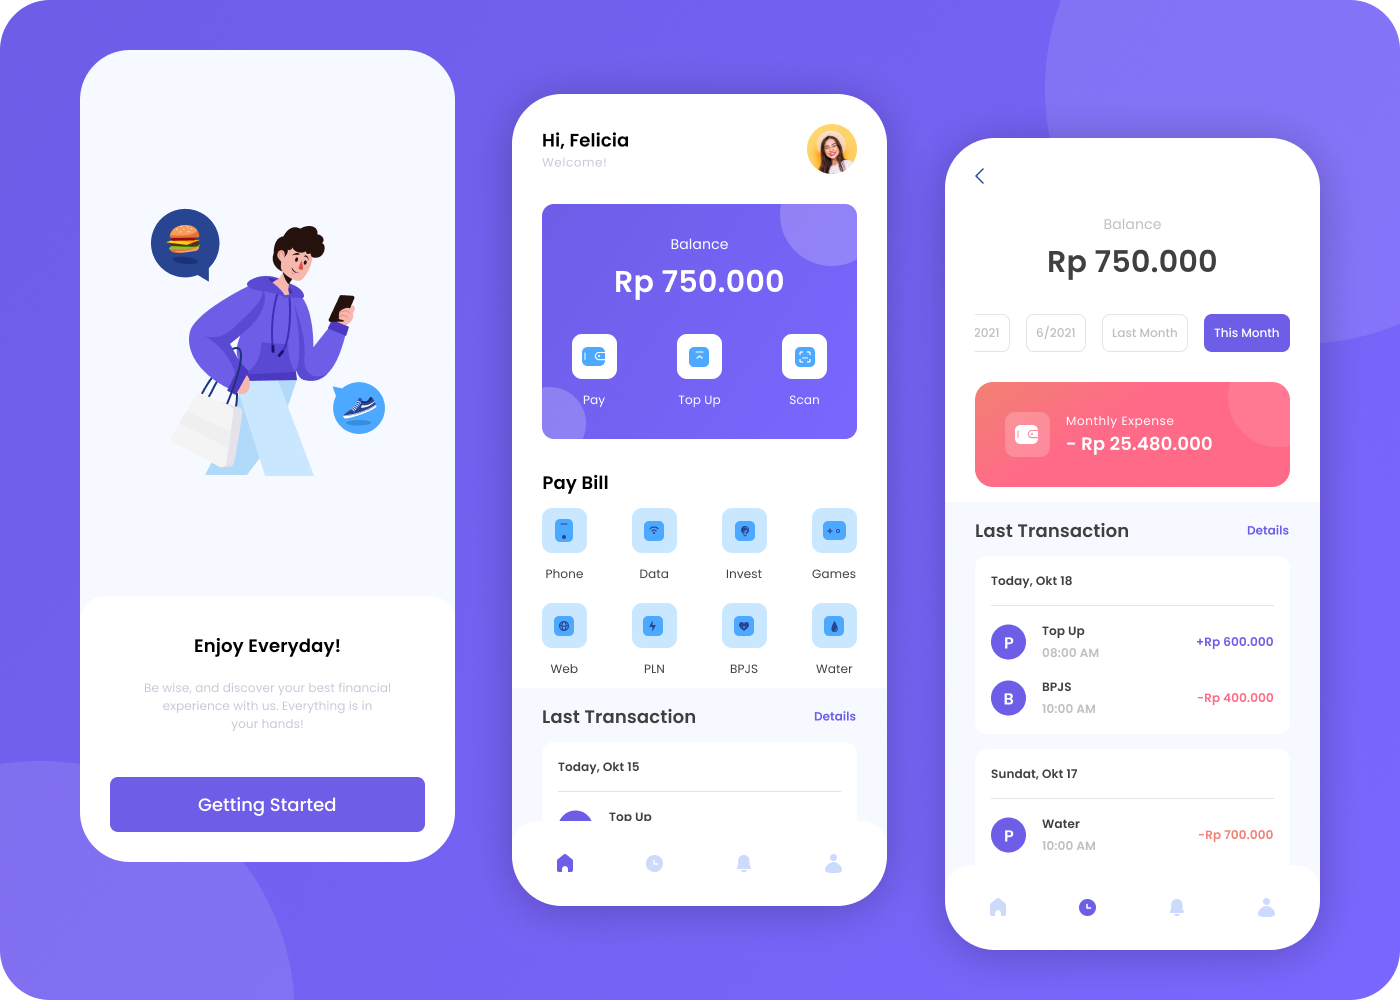 Enjoy Everyday!
Be wise, and discover your best financial
experience with us. Everything is in
your hands!
Getting Started
Hi, Felicia
Welcome!
Balance
Rp 750.000
Pay
Top Up
Scan
Pay Bill
Phone
Data
Invest
Games
Web
PLN
BPJS
Water
Last Transaction
Details
Today, Okt 15
Top Up
Balance
Rp 750.000
2021
6/2021
Last Month
This Month
Monthly Expense
- Rp 25.480.000
Last Transaction
Details
Today, Okt 18
P
Top Up
08:00 AM
+Rp 600.000
B
BPJS
10:00 AM
-Rp 400.000
Sundat, Okt 17
P
Water
10:00 AM
-Rp 700.000